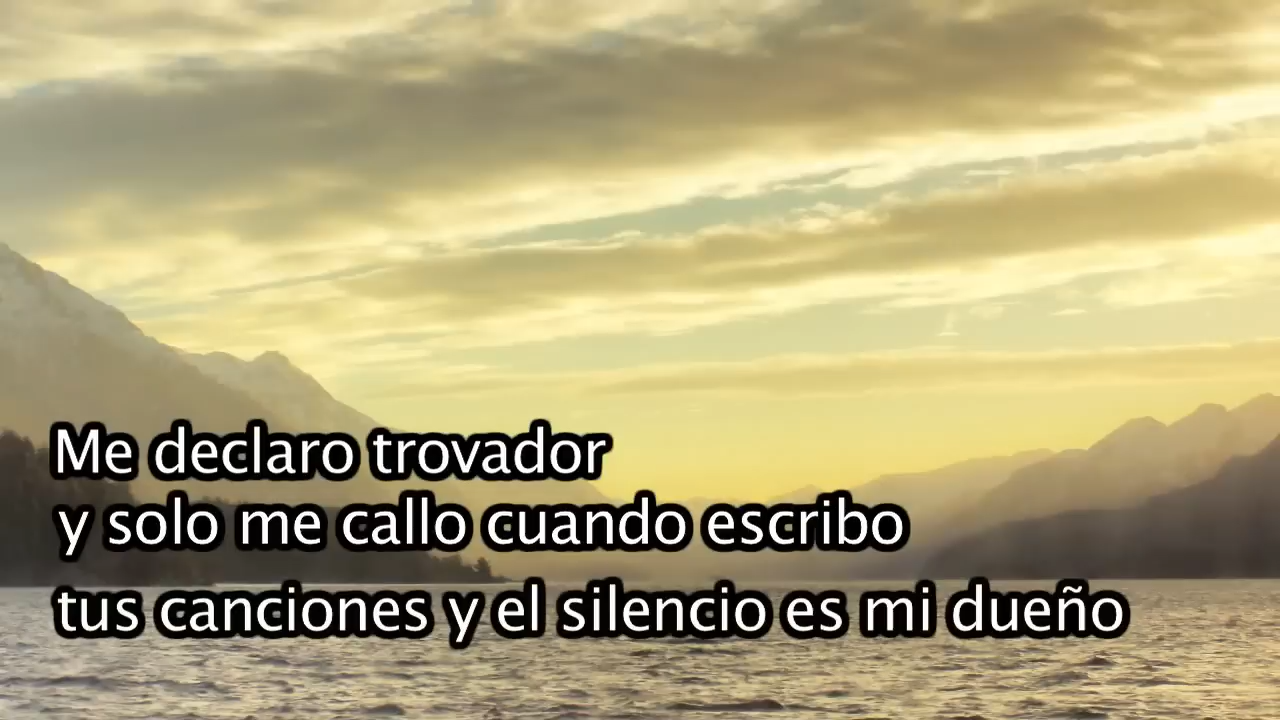 Me declaro trovador
y solo me callo cuando escribo
tus canciones y el silencio es mi dueño